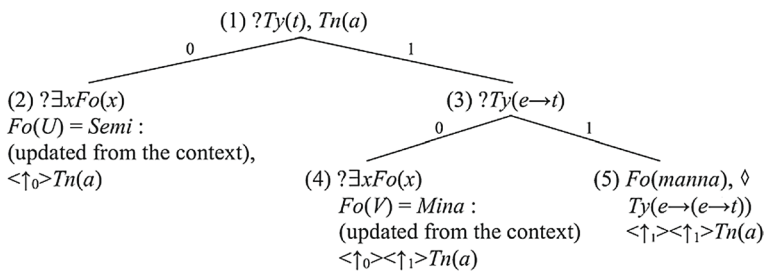 (1) ?Ty(t), Tn(a)
0
1
(2) ?∃xFo(x)
Fo(U) = Semi :
(updated from the context),
<↑₀>Tn(a)
(3) ?Ty(e→t)
0
1
(4) ?∃xFo(x)
Fo(V) = Mina :
(updated from the context)
<↑₀><↑₁>Tn(a)
(5) Fo(manna), ◊
Ty(e→(e→t))
<↑₁><↑₁>Tn(a)